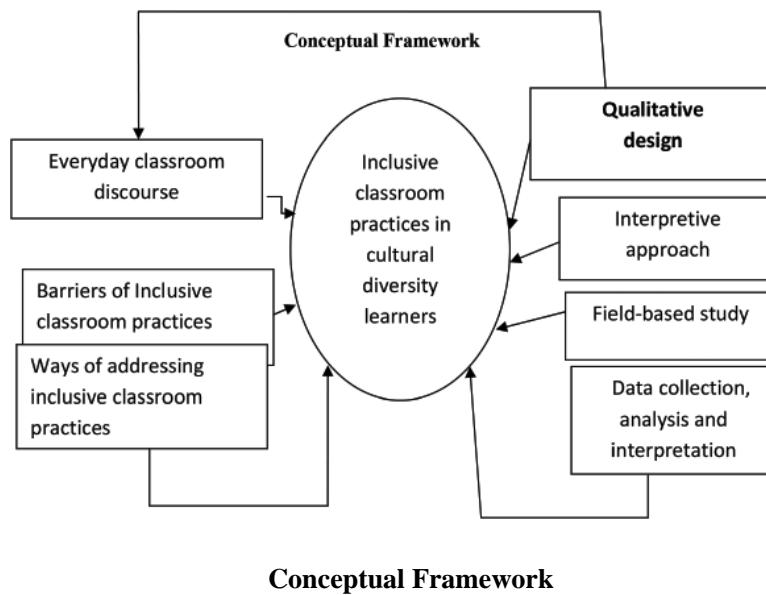 Conceptual Framework
Everyday classroom
discourse
Barriers of Inclusive
classroom practices
Ways of addressing
inclusive classroom
practices
Inclusive
classroom
practices in
cultural
diversity
learners
Qualitative
design
Interpretive
approach
Field-based study
Data collection,
analysis and
interpretation
Conceptual Framework